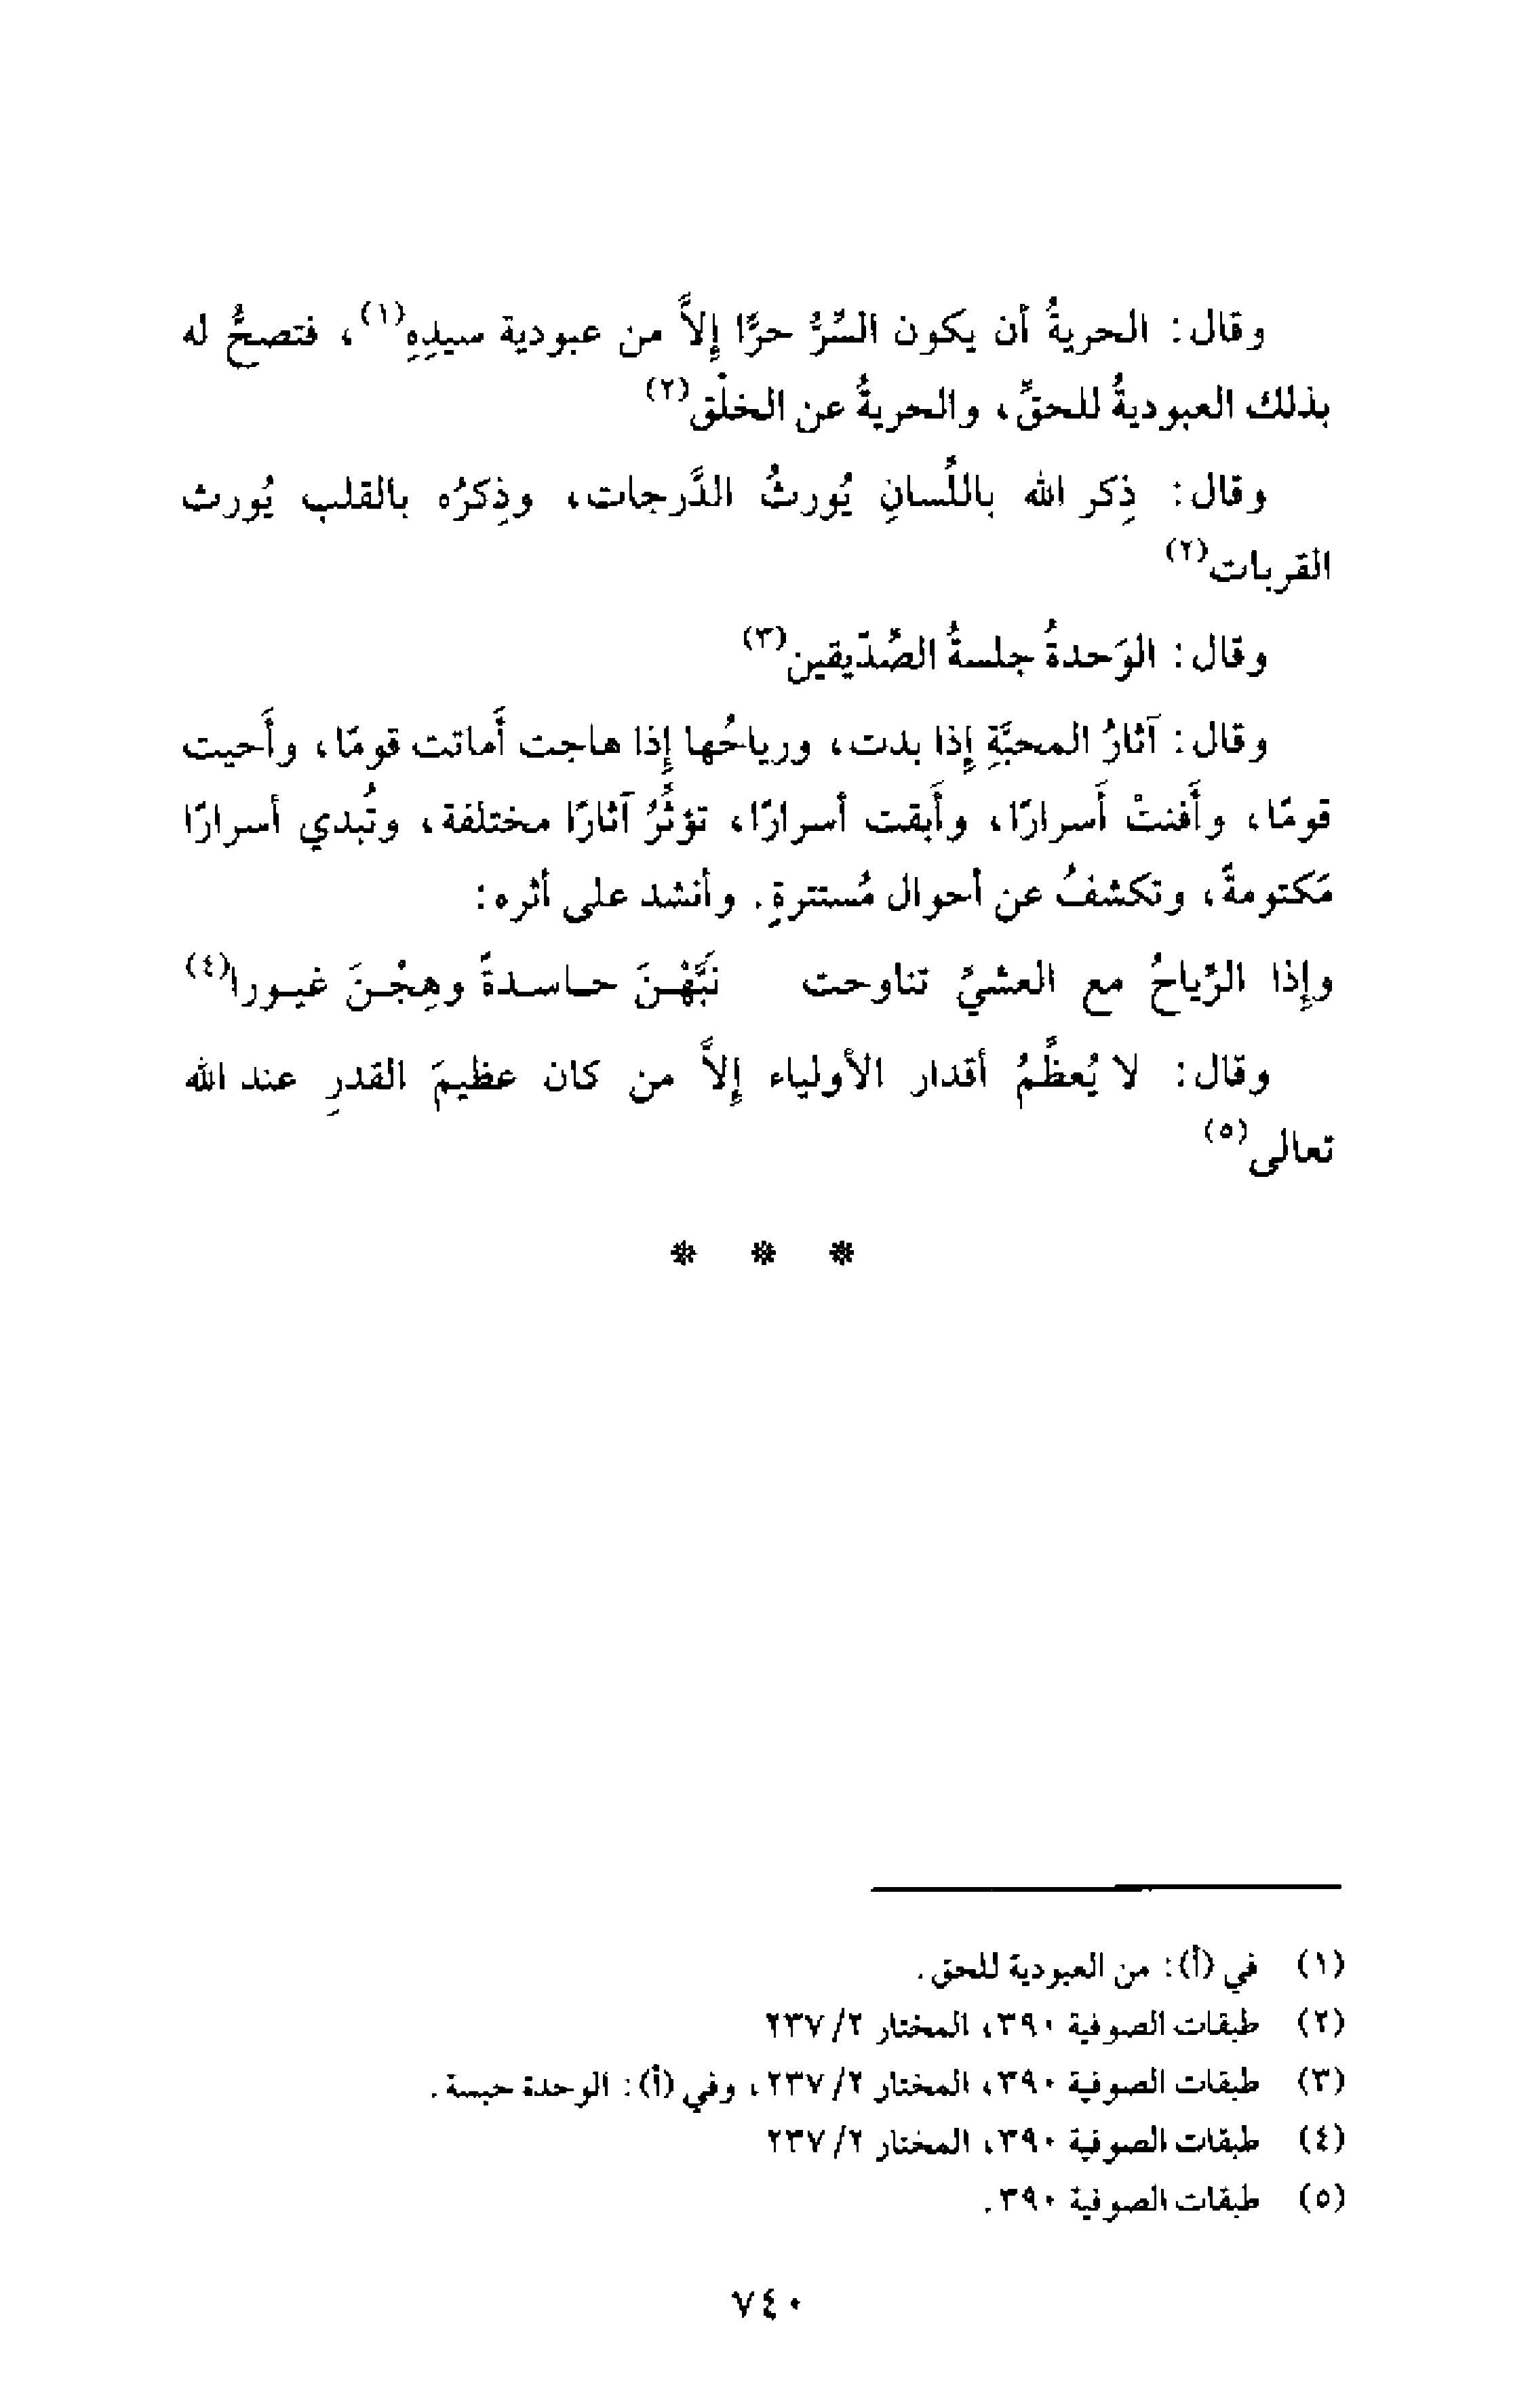 وقال: الحريةُ أن يكون السِّرُّ حرًّا إِلاَّ من عبودية سيدِهِ(١)، فتصحُّ له
بذلك العبوديةُ للحقِّ، والحريةُ عن الخلْق(٢)
وقال: ذِكر الله باللِّسانِ يُورثُ الدَّرجات، وذِكرُه بالقلب يُورث
القربات(٢)
وقال: الوَحدةُ جلسةُ الصِّدّيقين(٣)
وقال: آثارُ المحبَّةِ إِذا بدت، ورياحُها إِذا هاجت أَماتت قومًا، وأَحيت
قومًا، وأَفنتْ أَسرارًا، وأَبقت أسرارًا، تؤثِّرُ آثارًا مختلفة، وتُبدي أسرارًا
مَكتومةً، وتكشفُ عن أحوال مُستترةٍ. وأنشد على أثره:
وإِذا الرِّياحُ مع العشيِّ تناوحت نَبَّهْنَ حاسدةً وهِجْنَ غيورا(٤)
وقال: لا يُعظِّمُ أقدار الأولياء إِلاَّ من كان عظيمَ القدرِ عند الله
تعالى(٥)
* * *
(١) في (أ): من العبودية للحق.
(٢) طبقات الصوفية ٣٩٠، المختار ٢/ ٢٣٧
(٣) طبقات الصوفية ٣٩٠، المختار ٢/ ٢٣٧، وفي (أ): الوحدة حبسة.
(٤) طبقات الصوفية ٣٩٠، المختار ٢/ ٢٣٧
(٥) طبقات الصوفية ٣٩٠.
٧٤٠